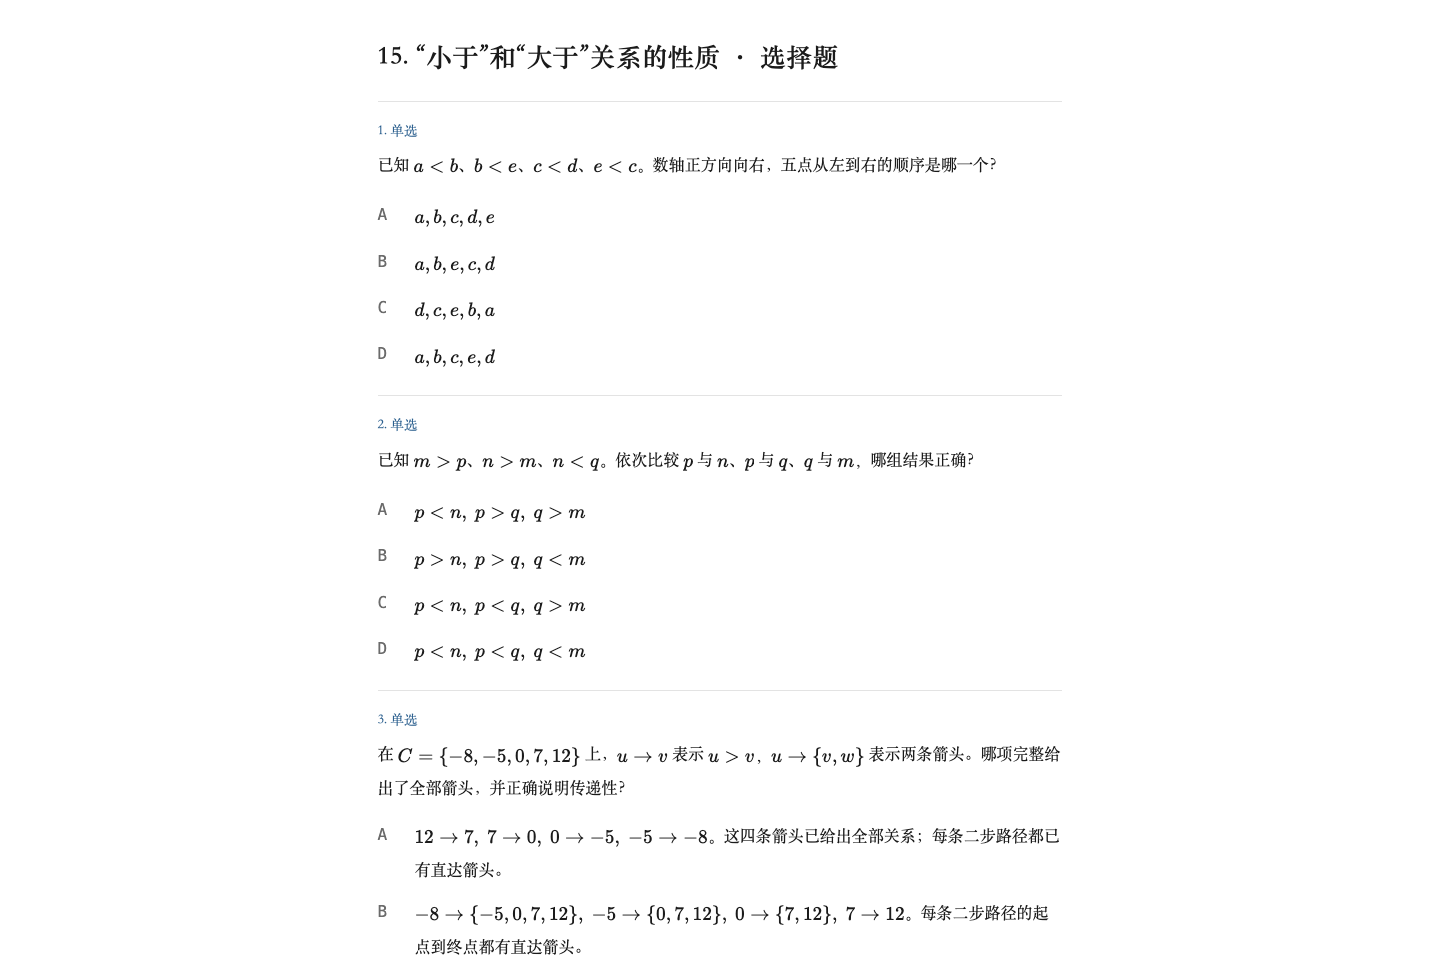 15. “小于”和“大于”关系的性质 · 选择题
1. 单选
已知 a < b、b < e、c < d、e < c。数轴正方向向右，五点从左到右的顺序是哪一个？
A a, b, c, d, e
B a, b, e, c, d
C d, c, e, b, a
D a, b, c, e, d
2. 单选
已知 m > p、n > m、n < q。依次比较 p 与 n、p 与 q、q 与 m，哪组结果正确？
A p < n, p > q, q > m
B p > n, p > q, q < m
C p < n, p < q, q > m
D p < n, p < q, q < m
3. 单选
在 C = {−8, −5, 0, 7, 12} 上，u → v 表示 u > v，u → {v, w} 表示两条箭头。哪项完整给
出了全部箭头，并正确说明传递性？
A 12 → 7, 7 → 0, 0 → −5, −5 → −8。这四条箭头已给出全部关系；每条二步路径都已
有直达箭头。
B −8 → {−5, 0, 7, 12}, −5 → {0, 7, 12}, 0 → {7, 12}, 7 → 12。每条二步路径的起
点到终点都有直达箭头。